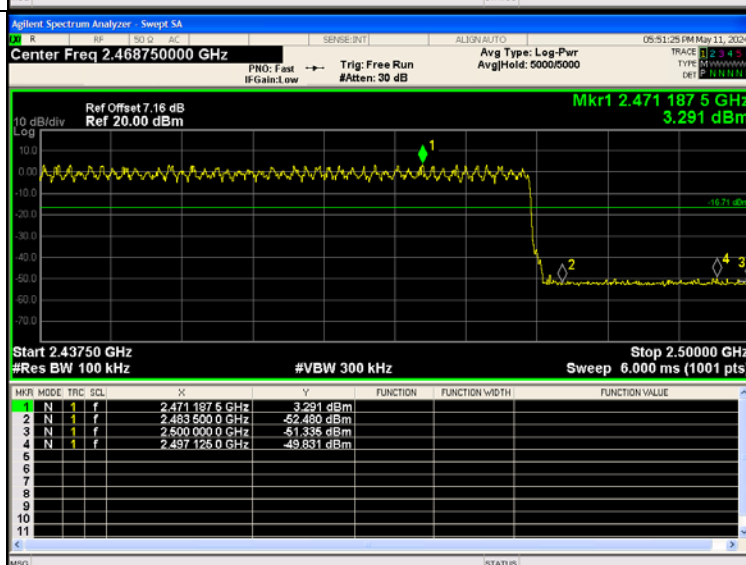 Agilent Spectrum Analyzer - Swept SA
R RF 50 Ω AC SENSE:INT ALIGN AUTO 05:51:25 PM May 11, 2024
Center Freq 2.468750000 GHz
PNO: Fast
IFGain:Low
Trig: Free Run
#Atten: 30 dB
Avg Type: Log-Pwr
Avg|Hold: 5000/5000
TRACE 1 2 3 4 5
TYPE M
DET P N N N N
Mkr1 2.471 187 5 GHz
3.291 dBm
Ref Offset 7.16 dB
10 dB/div Ref 20.00 dBm
Log
10.0
0.00
-10.0
-20.0
-30.0
-40.0
-50.0
-60.0
-70.0
1
-16.71 dBm
2
4
3
Start 2.43750 GHz Stop 2.50000 GHz
#Res BW 100 kHz #VBW 300 kHz Sweep 6.000 ms (1001 pts)
MKR MODE TRC SCL X Y FUNCTION FUNCTION WIDTH FUNCTION VALUE
1 N 1 f 2.471 187 5 GHz 3.291 dBm
2 N 1 f 2.483 500 0 GHz -52.480 dBm
3 N 1 f 2.500 000 0 GHz -51.335 dBm
4 N 1 f 2.497 125 0 GHz -49.831 dBm
5
6
7
8
9
10
11
MSG STATUS